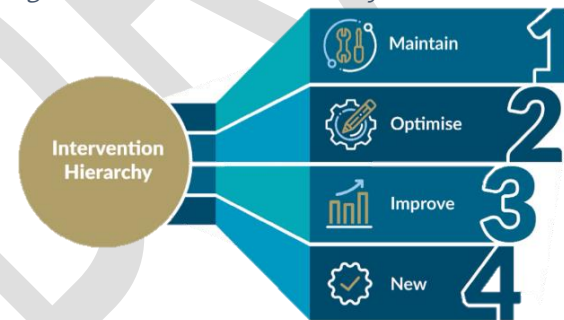 Intervention
Hierarchy
Maintain
1
Optimise
2
Improve
3
New
4